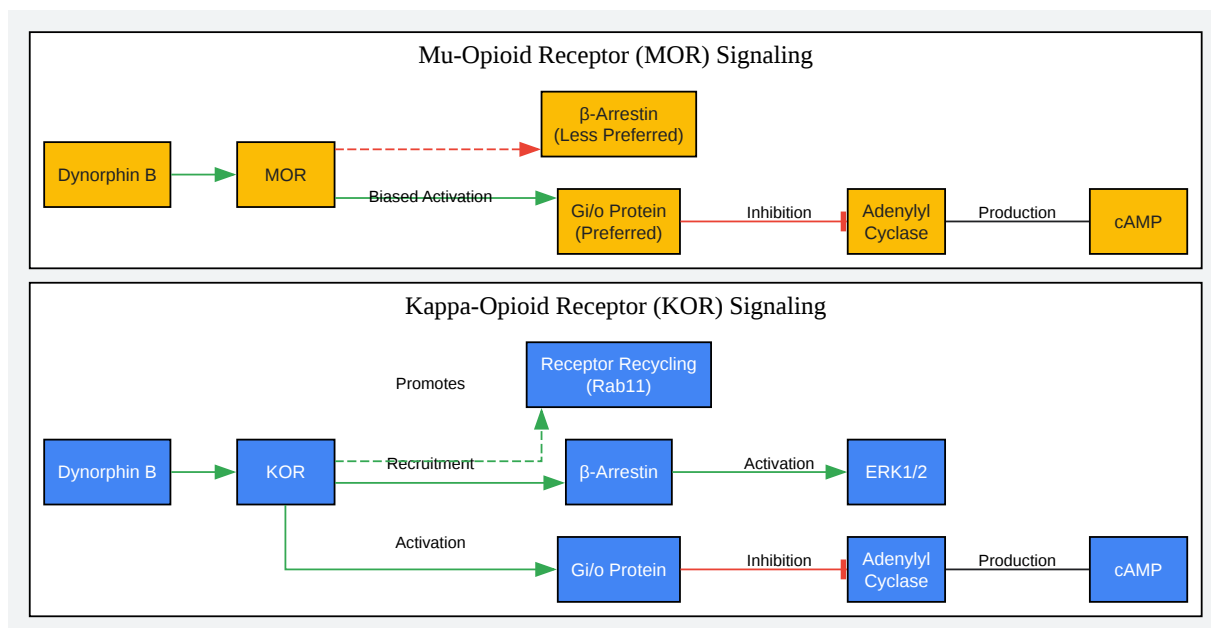 Mu-Opioid Receptor (MOR) Signaling
β-Arrestin
(Less Preferred)
Dynorphin B
MOR
Biased Activation
Gi/o Protein
(Preferred)
Inhibition
Adenylyl
Cyclase
Production
cAMP
Kappa-Opioid Receptor (KOR) Signaling
Receptor Recycling
(Rab11)
Promotes
Dynorphin B
KOR
Recruitment
β-Arrestin
Activation
ERK1/2
Activation
Gi/o Protein
Inhibition
Adenylyl
Cyclase
Production
cAMP